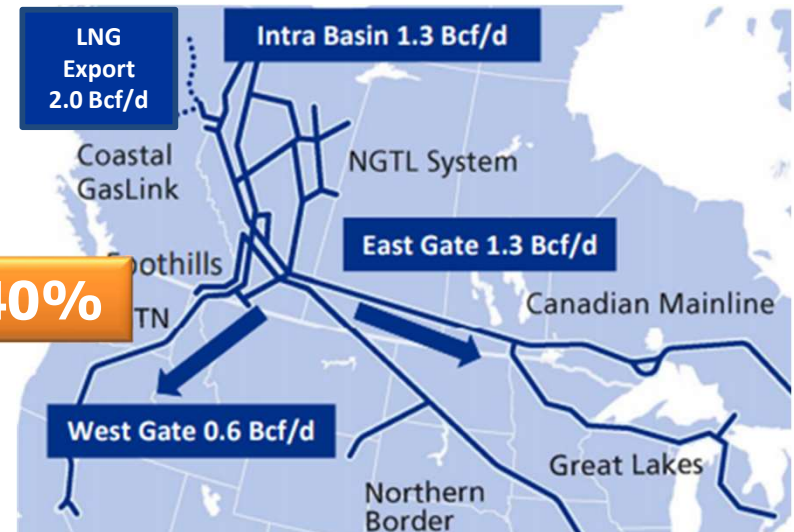 LNG
Export
2.0 Bcf/d
Intra Basin 1.3 Bcf/d
Coastal
GasLink
NGTL System
East Gate 1.3 Bcf/d
oothills
40%
TN
Canadian Mainline
West Gate 0.6 Bcf/d
Great Lakes
Northern
Border